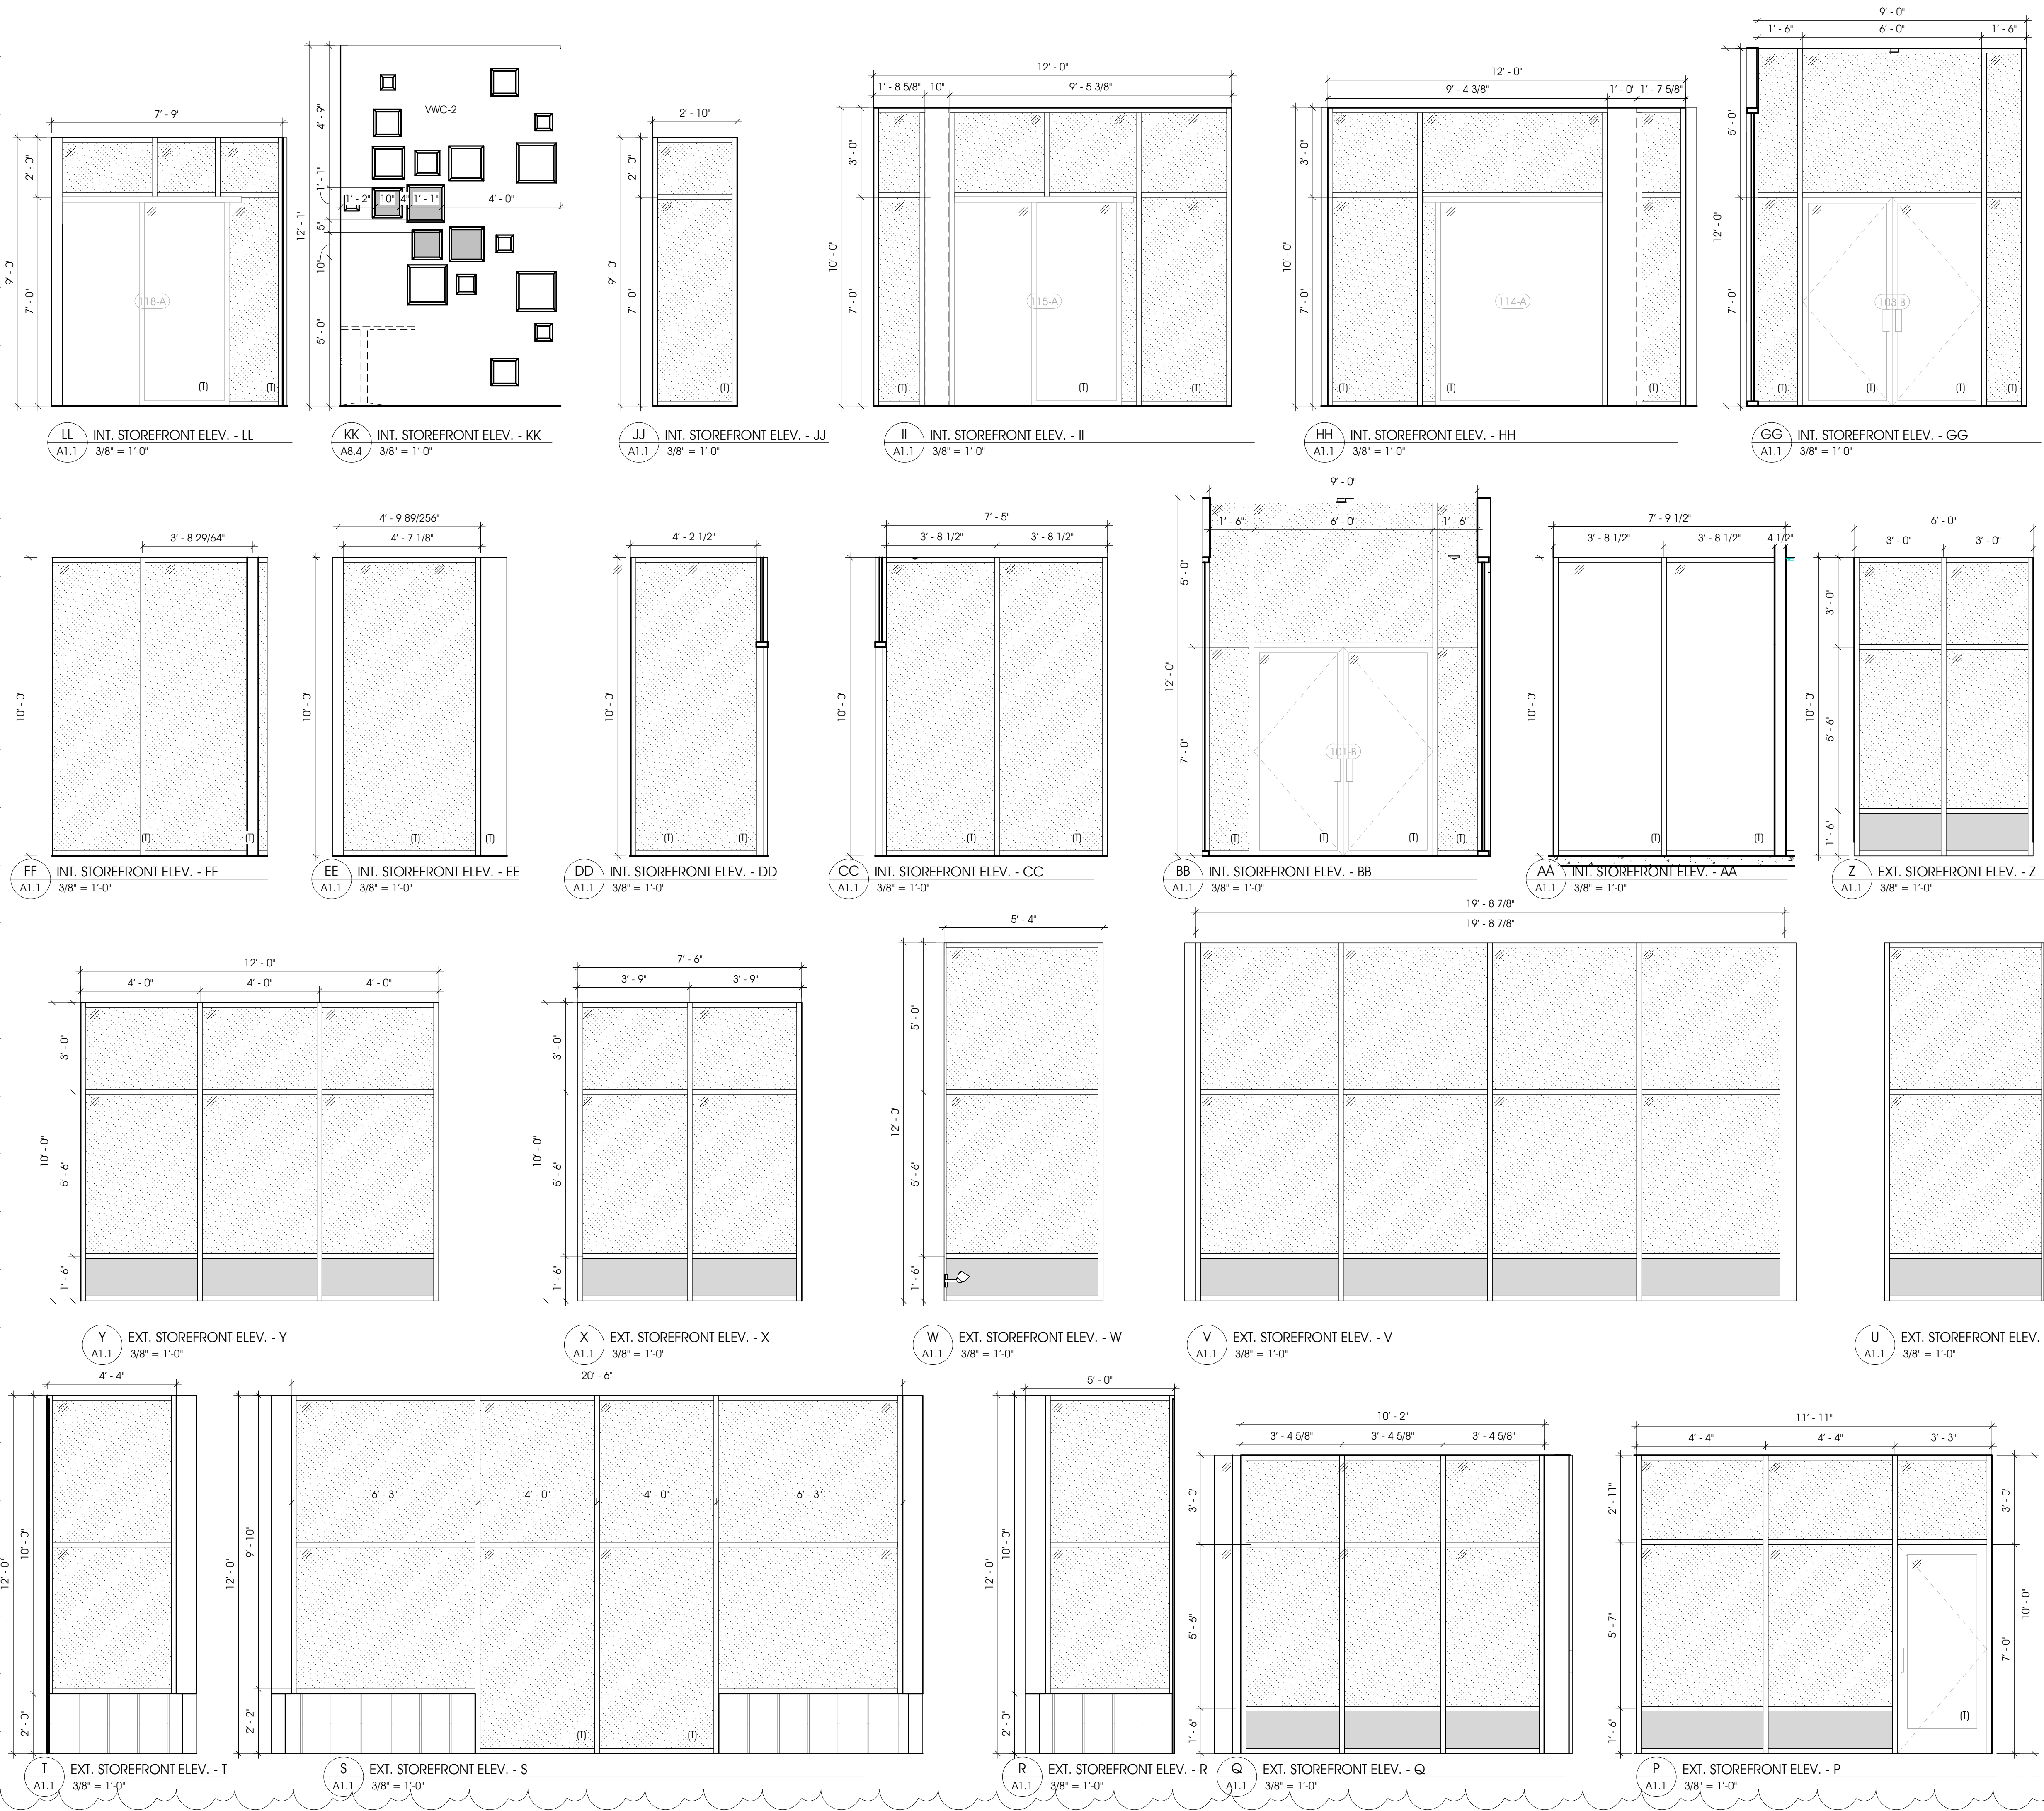 7' - 9"
2' - 0"
7' - 0"
9' - 0"
118-A
(T)
(T)
LL
A1.1
INT. STOREFRONT ELEV. - LL
3/8" = 1'-0"
4' - 9"
1' - 1"
5"
10"
5' - 0"
12' - 1"
VWC-2
1' - 2"
10"
4"
1' - 1"
4' - 0"
KK
A8.4
INT. STOREFRONT ELEV. - KK
3/8" = 1'-0"
2' - 10"
2' - 0"
7' - 0"
9' - 0"
(T)
JJ
A1.1
INT. STOREFRONT ELEV. - JJ
3/8" = 1'-0"
12' - 0"
1' - 8 5/8"
10"
9' - 5 3/8"
3' - 0"
7' - 0"
10' - 0"
115-A
(T)
(T)
(T)
II
A1.1
INT. STOREFRONT ELEV. - II
3/8" = 1'-0"
12' - 0"
9' - 4 3/8"
1' - 0"
1' - 7 5/8"
3' - 0"
7' - 0"
10' - 0"
114-A
(T)
(T)
(T)
HH
A1.1
INT. STOREFRONT ELEV. - HH
3/8" = 1'-0"
9' - 0"
1' - 6"
6' - 0"
1' - 6"
5' - 0"
7' - 0"
12' - 0"
103-B
(T)
(T)
(T)
(T)
GG
A1.1
INT. STOREFRONT ELEV. - GG
3/8" = 1'-0"
3' - 8 29/64"
10' - 0"
(T)
(T)
FF
A1.1
INT. STOREFRONT ELEV. - FF
3/8" = 1'-0"
4' - 9 89/256"
4' - 7 1/8"
10' - 0"
(T)
(T)
EE
A1.1
INT. STOREFRONT ELEV. - EE
3/8" = 1'-0"
4' - 2 1/2"
10' - 0"
(T)
(T)
DD
A1.1
INT. STOREFRONT ELEV. - DD
3/8" = 1'-0"
7' - 5"
3' - 8 1/2"
3' - 8 1/2"
10' - 0"
(T)
(T)
CC
A1.1
INT. STOREFRONT ELEV. - CC
3/8" = 1'-0"
9' - 0"
1' - 6"
6' - 0"
1' - 6"
5' - 0"
7' - 0"
12' - 0"
101-B
(T)
(T)
(T)
(T)
BB
A1.1
INT. STOREFRONT ELEV. - BB
3/8" = 1'-0"
7' - 9 1/2"
3' - 8 1/2"
3' - 8 1/2"
4 1/2"
10' - 0"
(T)
(T)
AA
A1.1
INT. STOREFRONT ELEV. - AA
3/8" = 1'-0"
6' - 0"
3' - 0"
3' - 0"
3' - 0"
5' - 6"
1' - 6"
10' - 0"
Z
A1.1
EXT. STOREFRONT ELEV. - Z
3/8" = 1'-0"
12' - 0"
4' - 0"
4' - 0"
4' - 0"
3' - 0"
5' - 6"
1' - 6"
10' - 0"
Y
A1.1
EXT. STOREFRONT ELEV. - Y
3/8" = 1'-0"
7' - 6"
3' - 9"
3' - 9"
3' - 0"
5' - 6"
1' - 6"
10' - 0"
X
A1.1
EXT. STOREFRONT ELEV. - X
3/8" = 1'-0"
5' - 4"
5' - 0"
5' - 6"
1' - 6"
12' - 0"
W
A1.1
EXT. STOREFRONT ELEV. - W
3/8" = 1'-0"
19' - 8 7/8"
19' - 8 7/8"
V
A1.1
EXT. STOREFRONT ELEV. - V
3/8" = 1'-0"
U
A1.1
EXT. STOREFRONT ELEV.
3/8" = 1'-0"
4' - 4"
10' - 0"
2' - 0"
12' - 0"
T
A1.1
EXT. STOREFRONT ELEV. - T
3/8" = 1'-0"
20' - 6"
6' - 3"
4' - 0"
4' - 0"
6' - 3"
9' - 10"
2' - 2"
12' - 0"
(T)
(T)
S
A1.1
EXT. STOREFRONT ELEV. - S
3/8" = 1'-0"
5' - 0"
10' - 0"
2' - 0"
12' - 0"
R
A1.1
EXT. STOREFRONT ELEV. - R
3/8" = 1'-0"
10' - 2"
3' - 4 5/8"
3' - 4 5/8"
3' - 4 5/8"
3' - 0"
5' - 6"
1' - 6"
Q
A1.1
EXT. STOREFRONT ELEV. - Q
3/8" = 1'-0"
11' - 11"
4' - 4"
4' - 4"
3' - 3"
2' - 11"
5' - 7"
1' - 6"
3' - 0"
7' - 0"
10' - 0"
(T)
P
A1.1
EXT. STOREFRONT ELEV. - P
3/8" = 1'-0"